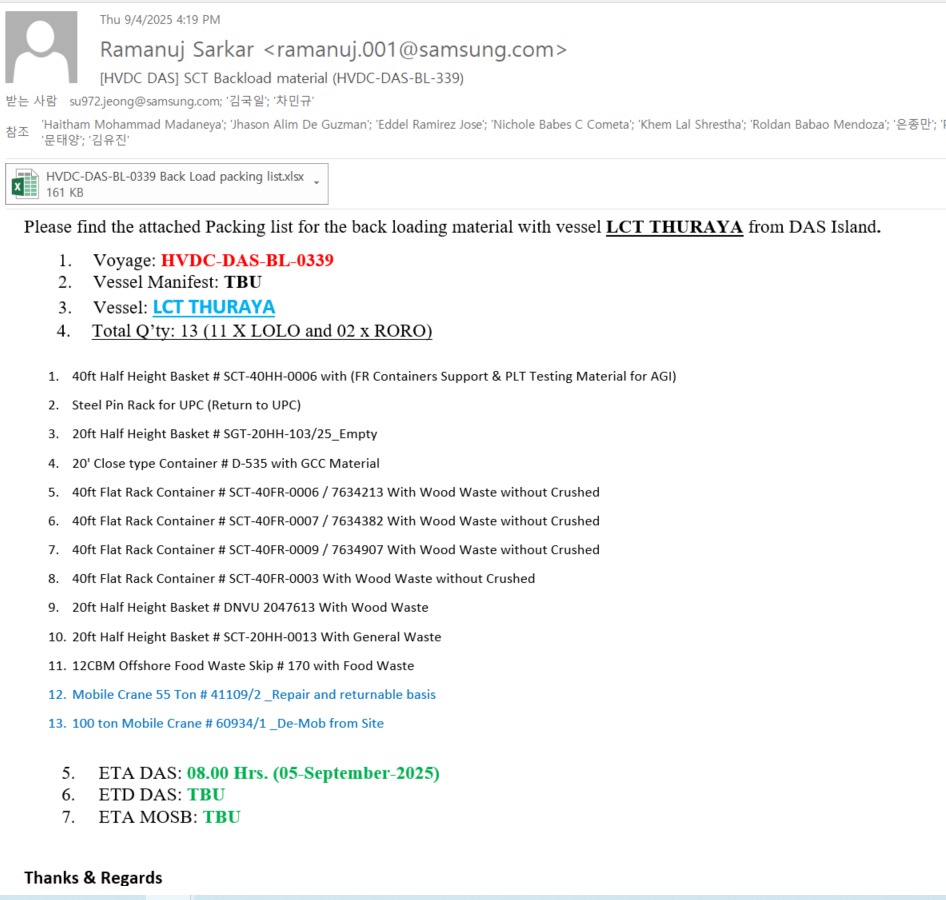 Thu 9/4/2025 4:19 PM
Ramanuj Sarkar <ramanuj.001@samsung.com>
[HVDC DAS] SCT Backload material (HVDC-DAS-BL-339)
받는 사람 su972.jeong@samsung.com; '김국일'; '차민규'
참조 'Haitham Mohammad Madaneya'; 'Jhason Alim De Guzman'; 'Eddel Ramirez Jose'; 'Nichole Babes C Cometa'; 'Khem Lal Shrestha'; 'Roldan Babao Mendoza'; '은종만';
'문태양'; '김유진'
HVDC-DAS-BL-0339 Back Load packing list.xlsx
161 KB
Please find the attached Packing list for the back loading material with vessel LCT THURAYA from DAS Island.
1. Voyage: HVDC-DAS-BL-0339
2. Vessel Manifest: TBU
3. Vessel: LCT THURAYA
4. Total Q'ty: 13 (11 X LOLO and 02 x RORO)
1. 40ft Half Height Basket # SCT-40HH-0006 with (FR Containers Support & PLT Testing Material for AGI)
2. Steel Pin Rack for UPC (Return to UPC)
3. 20ft Half Height Basket # SGT-20HH-103/25_Empty
4. 20' Close type Container # D-535 with GCC Material
5. 40ft Flat Rack Container # SCT-40FR-0006 / 7634213 With Wood Waste without Crushed
6. 40ft Flat Rack Container # SCT-40FR-0007 / 7634382 With Wood Waste without Crushed
7. 40ft Flat Rack Container # SCT-40FR-0009 / 7634907 With Wood Waste without Crushed
8. 40ft Flat Rack Container # SCT-40FR-0003 With Wood Waste without Crushed
9. 20ft Half Height Basket # DNVU 2047613 With Wood Waste
10. 20ft Half Height Basket # SCT-20HH-0013 With General Waste
11. 12CBM Offshore Food Waste Skip # 170 with Food Waste
12. Mobile Crane 55 Ton # 41109/2 _Repair and returnable basis
13. 100 ton Mobile Crane # 60934/1 _De-Mob from Site
5. ETA DAS: 08.00 Hrs. (05-September-2025)
6. ETD DAS: TBU
7. ETA MOSB: TBU
Thanks & Regards